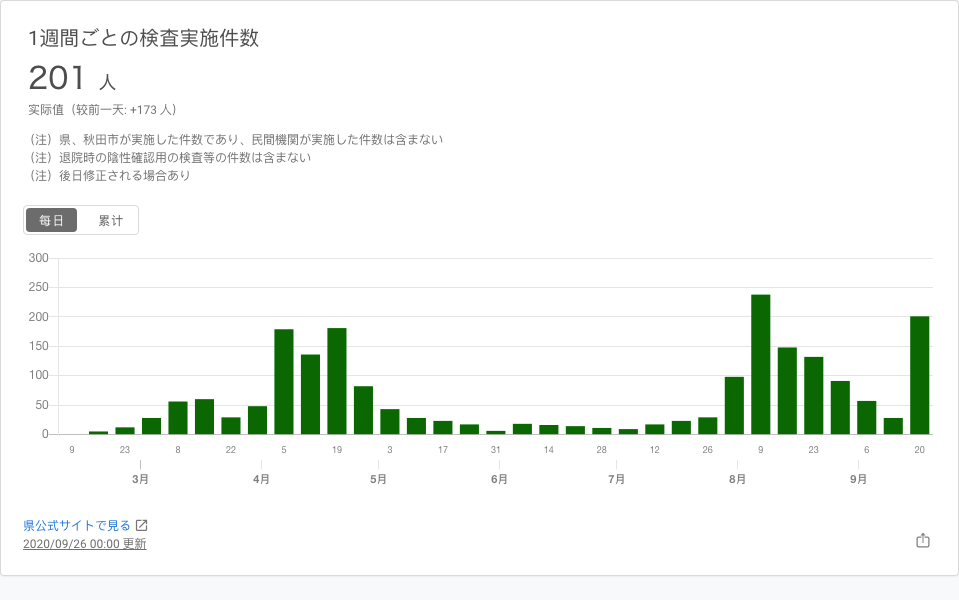 1週間ごとの検査実施件数
201 人
实际值（较前一天: +173 人）
（注）県、秋田市が実施した件数であり、民間機関が実施した件数は含まない
（注）退院時の陰性確認用の検査等の件数は含まない
（注）後日修正される場合あり
每日 累计
300
250
200
150
100
50
0
9 23 8 22 5 19 3 17 31 14 28 12 26 9 23 6 20
3月 4月 5月 6月 7月 8月 9月
県公式サイトで見る
2020/09/26 00:00 更新